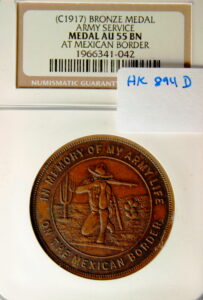 (C1917) BRONZE MEDAL
ARMY SERVICE
MEDAL AU 55 BN
AT MEXICAN BORDER
1966341-042
NUMISMATIC GUARANTY
HK 894 D
IN MEMORY OF MY ARMY LIFE
ON THE MEXICAN BORDER